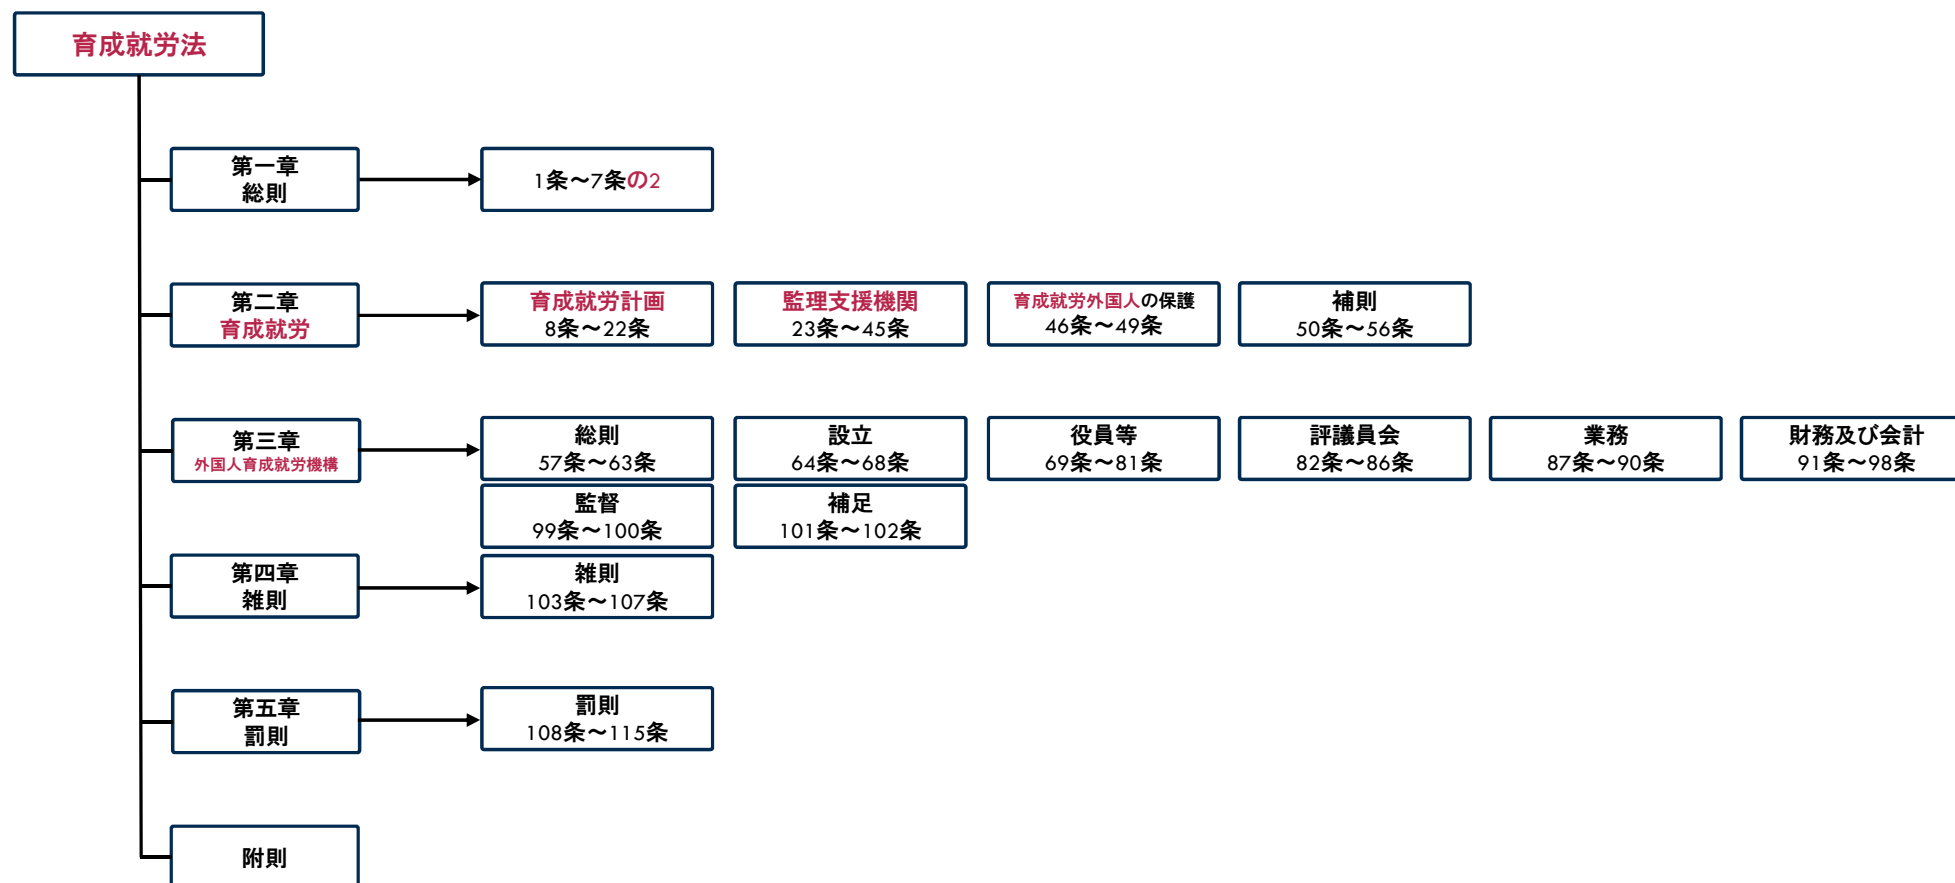 育成就労法
第一章
総則
1条～7条の2
第二章
育成就労
育成就労計画
8条～22条
監理支援機関
23条～45条
育成就労外国人の保護
46条～49条
補則
50条～56条
第三章
外国人育成就労機構
総則
57条～63条
設立
64条～68条
役員等
69条～81条
評議員会
82条～86条
業務
87条～90条
財務及び会計
91条～98条
監督
99条～100条
補足
101条～102条
第四章
雑則
雑則
103条～107条
第五章
罰則
罰則
108条～115条
附則